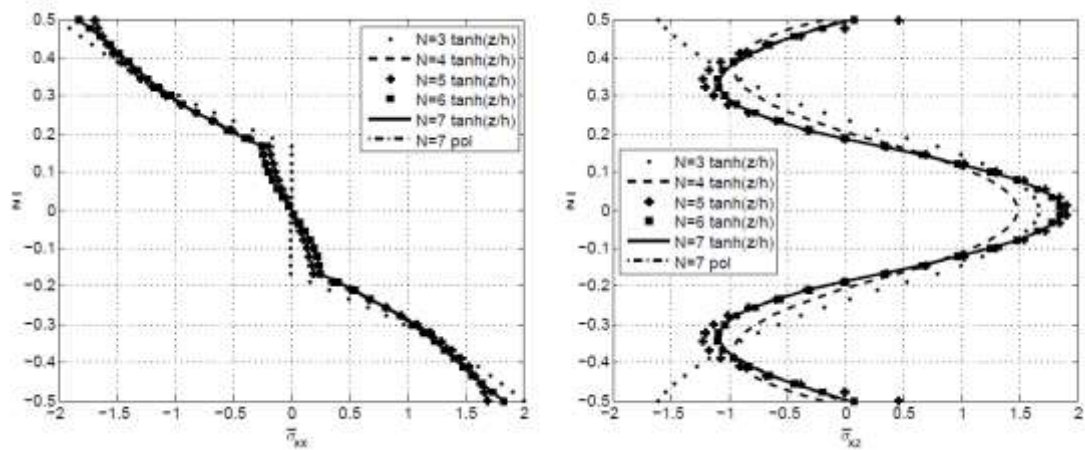 0.5
0.4
0.3
0.2
0.1
0
−0.1
−0.2
−0.3
−0.4
−0.5
−2 −1.5 −1 −0.5 0 0.5 1 1.5 2
N=3 tanh(z/h)
N=4 tanh(z/h)
N=5 tanh(z/h)
N=6 tanh(z/h)
N=7 tanh(z/h)
N=7 pol
z̄
σ̄xx
0.5
0.4
0.3
0.2
0.1
0
−0.1
−0.2
−0.3
−0.4
−0.5
−2 −1.5 −1 −0.5 0 0.5 1 1.5 2
N=3 tanh(z/h)
N=4 tanh(z/h)
N=5 tanh(z/h)
N=6 tanh(z/h)
N=7 tanh(z/h)
N=7 pol
z̄
σ̄xz